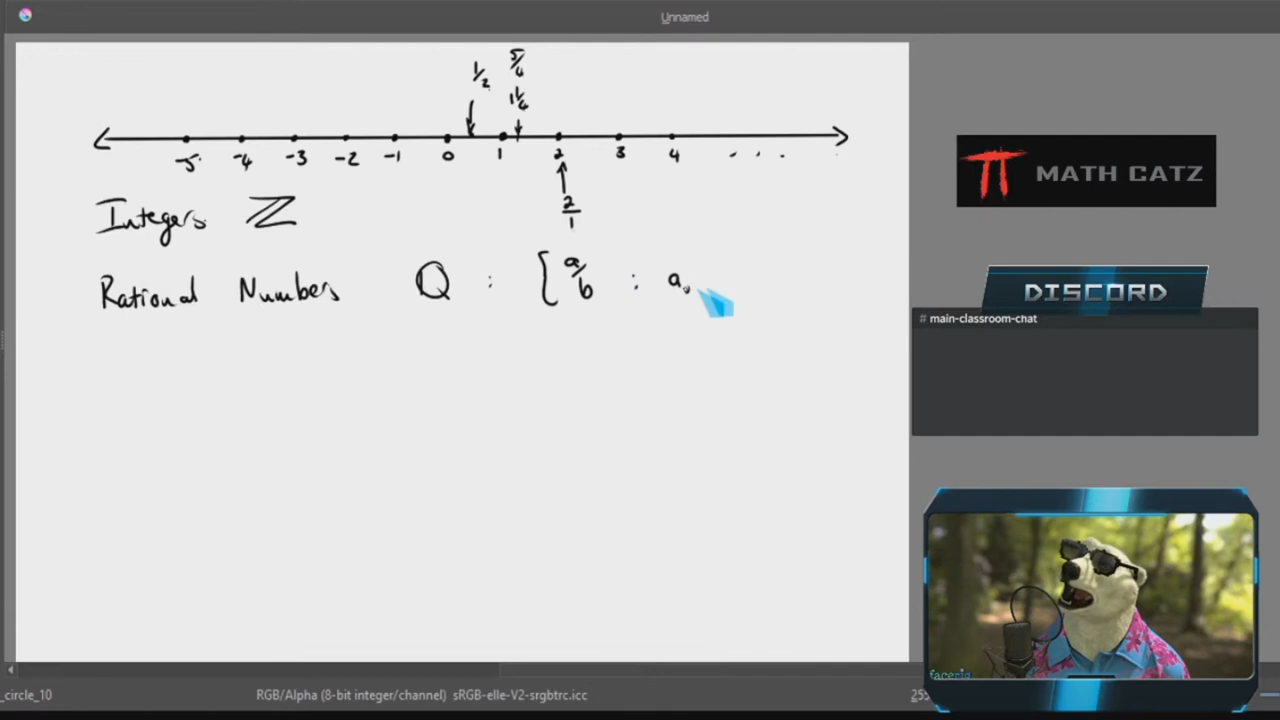 Unnamed
1/2
5/4
1 1/4
-5 -4 -3 -2 -1 0 1 2 3 4 . . .
2/1
Integers ℤ
Rational Numbers Q : { a/b : a,
MATH CATZ
DISCORD
# main-classroom-chat
facerig
_circle_10
RGB/Alpha (8-bit integer/channel) sRGB-elle-V2-srgbtrc.icc
255